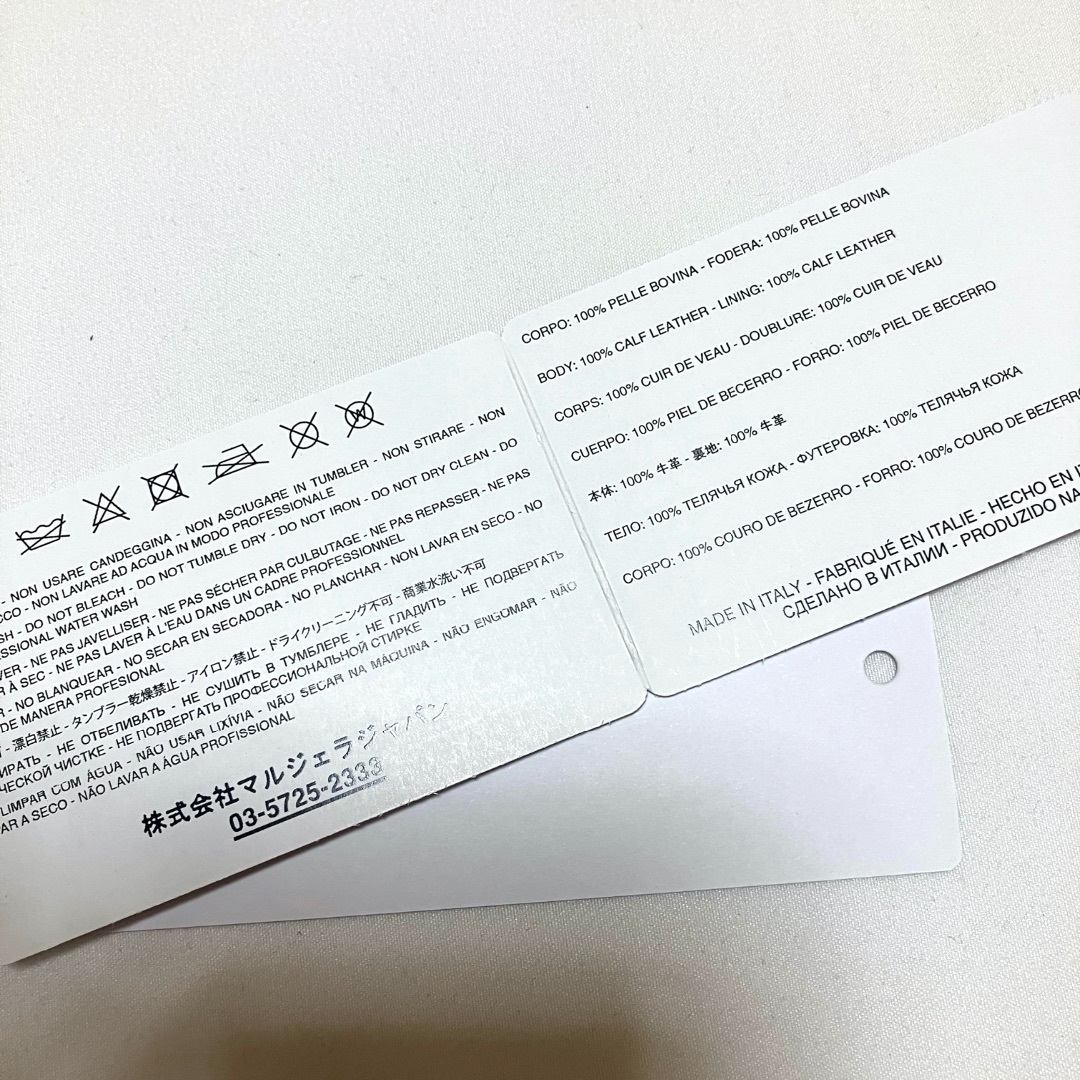 - NON USARE CANDEGGINA - NON ASCIUGARE IN TUMBLER - NON STIRARE - NON
CCO - NON LAVARE AD ACQUA IN MODO PROFESSIONALE
SH - DO NOT BLEACH - DO NOT TUMBLE DRY - DO NOT IRON - DO NOT DRY CLEAN - DO
ESSIONAL WATER WASH
VER - NE PAS JAVELLISER - NE PAS SÉCHER PAR CULBUTAGE - NE PAS REPASSER - NE PAS
R À SEC - NE PAS LAVER À L'EAU DANS UN CADRE PROFESSIONNEL
R - NO BLANQUEAR - NO SECAR EN SECADORA - NO PLANCHAR - NON LAVAR EN SECO - NO
DE MANERA PROFESIONAL
- 漂白禁止 - タンブラー乾燥禁止 - アイロン禁止 - ドライクリーニング不可 - 商業水洗い不可
ИРАТЬ - НЕ ОТБЕЛИВАТЬ - НЕ СУШИТЬ В ТУМБЛЕРЕ - НЕ ГЛАДИТЬ - НЕ ПОДВЕРГАТЬ
ЧЕСКОЙ ЧИСТКЕ - НЕ ПОДВЕРГАТЬ ПРОФЕССИОНАЛЬНОЙ СТИРКЕ
LIMPAR COM ÁGUA - NÃO USAR LIXÍVIA - NÃO SECAR NA MÁQUINA - NÃO ENGOMAR - NÃO
AR A SECO - NÃO LAVAR A ÁGUA PROFISSIONAL
株式会社マルジェラジャパン
03-5725-2333
CORPO: 100% PELLE BOVINA - FODERA: 100% PELLE BOVINA
BODY: 100% CALF LEATHER - LINING: 100% CALF LEATHER
CORPS: 100% CUIR DE VEAU - DOUBLURE: 100% CUIR DE VEAU
CUERPO: 100% PIEL DE BECERRO - FORRO: 100% PIEL DE BECERRO
本体: 100% 牛革 - 裏地: 100% 牛革
ТЕЛО: 100% ТЕЛЯЧЬЯ КОЖА - ФУТЕРОВКА: 100% ТЕЛЯЧЬЯ КОЖА
CORPO: 100% COURO DE BEZERRO - FORRO: 100% COURO DE BEZERRO
MADE IN ITALY - FABRIQUÉ EN ITALIE - HECHO EN I
СДЕЛАНО В ИТАЛИИ - PRODUZIDO NA